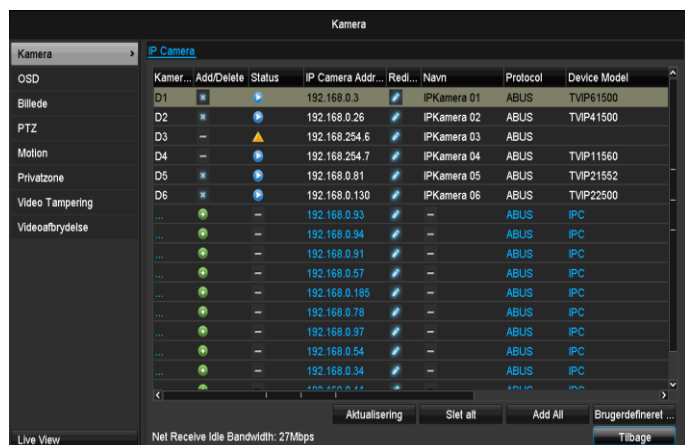 Kamera
Kamera >
OSD
Billede
PTZ
Motion
Privatzone
Video Tampering
Videoafbrydelse
Live View
IP Camera
Kamer... Add/Delete Status IP Camera Addr... Redi... Navn Protocol Device Model
D1 192.168.0.3 IPKamera 01 ABUS TVIP61500
D2 192.168.0.26 IPKamera 02 ABUS TVIP41500
D3 – 192.168.254.6 IPKamera 03 ABUS
D4 – 192.168.254.7 IPKamera 04 ABUS TVIP11560
D5 192.168.0.81 IPKamera 05 ABUS TVIP21552
D6 192.168.0.130 IPKamera 06 ABUS TVIP22500
... – 192.168.0.93 – ABUS IPC
... – 192.168.0.94 – ABUS IPC
... – 192.168.0.91 – ABUS IPC
... – 192.168.0.57 – ABUS IPC
... – 192.168.0.185 – ABUS IPC
... – 192.168.0.78 – ABUS IPC
... – 192.168.0.97 – ABUS IPC
... – 192.168.0.54 – ABUS IPC
... – 192.168.0.34 – ABUS IPC
Aktualisering Slet alt Add All Brugerdefineret ...
Net Receive Idle Bandwidth: 27Mbps Tilbage